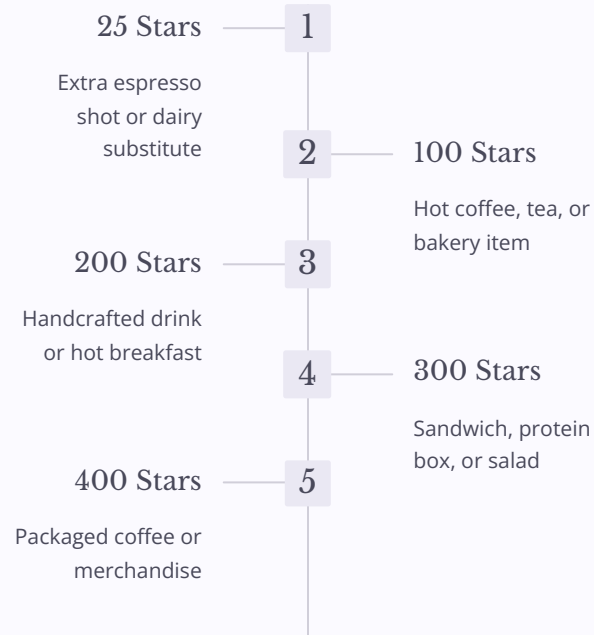 25 Stars
1
Extra espresso
shot or dairy
substitute
2
100 Stars
Hot coffee, tea, or
bakery item
200 Stars
3
Handcrafted drink
or hot breakfast
4
300 Stars
Sandwich, protein
box, or salad
400 Stars
5
Packaged coffee or
merchandise